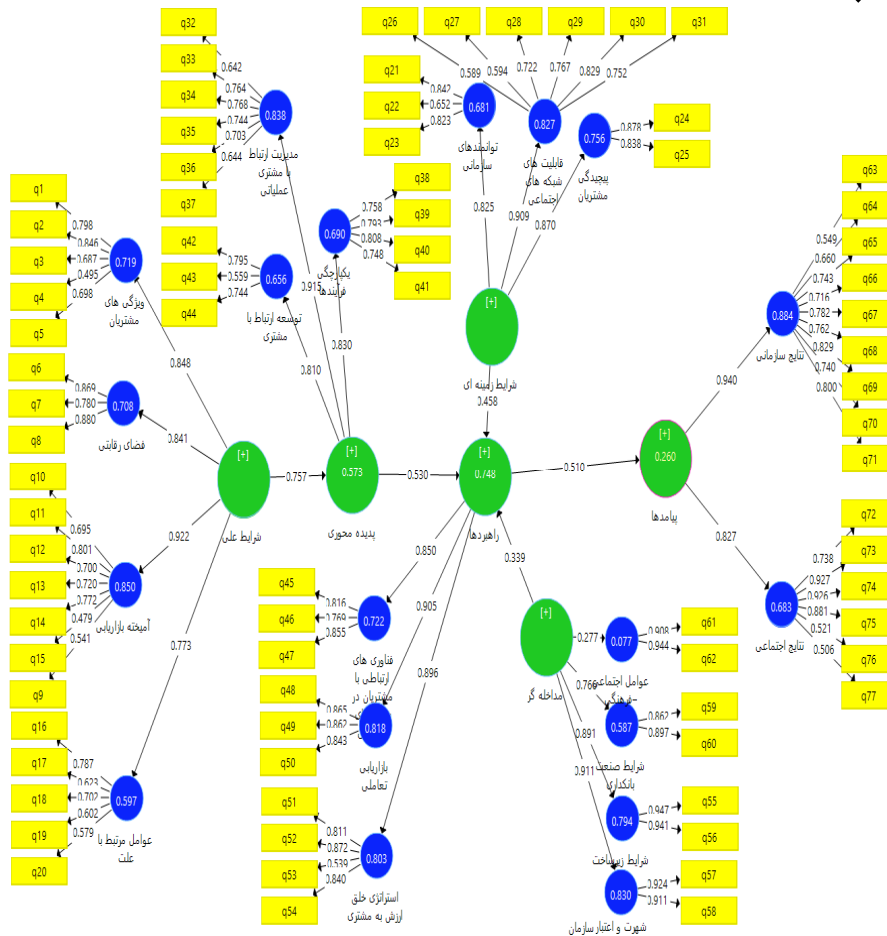 q32
q33
q34
q35
q36
q37
0.642
0.764
0.768
0.744
0.703
0.644
0.838
مدیریت ارتباط
با مشتری
عملیاتی
q26
q27
q28
q29
q30
q31
0.589
0.594
0.722
0.767
0.829
0.752
0.827
قابلیت های
شبکه های
اجتماعی
q21
q22
q23
0.842
0.652
0.823
0.681
توانمندهای
سازمانی
q24
q25
0.878
0.838
0.756
پیچیدگی
مشتریان
0.825
0.909
0.870
[+]
شرایط زمینه ای
0.458
q38
q39
q40
q41
0.758
0.793
0.808
0.748
0.690
یکپارچگی
فرآیندها
q42
q43
q44
0.795
0.559
0.744
0.656
توسعه ارتباط با
مشتری
0.915
0.830
0.810
q1
q2
q3
q4
q5
0.798
0.846
0.687
0.495
0.698
0.719
ویژگی های
مشتریان
0.848
q6
q7
q8
0.869
0.780
0.880
0.708
فضای رقابتی
0.841
q10
q11
q12
q13
q14
q15
q9
0.695
0.801
0.700
0.720
0.772
0.479
0.541
0.850
آمیخته بازاریابی
0.922
q16
q17
q18
q19
q20
0.787
0.623
0.702
0.602
0.579
0.597
عوامل مرتبط با
علت
0.773
[+]
شرایط علی
0.757
[+]
0.573
پدیده محوری
0.530
[+]
0.748
راهبردها
0.510
[+]
0.260
پیامدها
0.940
0.827
q63
q64
q65
q66
q67
q68
q69
q70
q71
0.549
0.660
0.743
0.716
0.782
0.762
0.829
0.740
0.800
0.884
نتایج سازمانی
q72
q73
q74
q75
q76
q77
0.738
0.927
0.926
0.881
0.521
0.506
0.683
نتایج اجتماعی
q45
q46
q47
0.816
0.769
0.855
0.722
فناوری های
ارتباطی با
مشتریان در
0.850
q48
q49
q50
0.865
0.862
0.843
0.818
بازاریابی
تعاملی
0.905
q51
q52
q53
q54
0.811
0.872
0.539
0.840
0.803
استراتژی خلق
ارزش به مشتری
0.896
0.339
[+]
مداخله گر
0.277
0.077
0.908
0.944
q61
q62
عوامل اجتماعی
-فرهنگی
0.766
0.587
0.862
0.897
q59
q60
شرایط صنعت
بانکداری
0.891
0.794
0.947
0.941
q55
q56
شرایط زیرساخت
0.911
0.830
0.924
0.911
q57
q58
شهرت و اعتبار سازمان